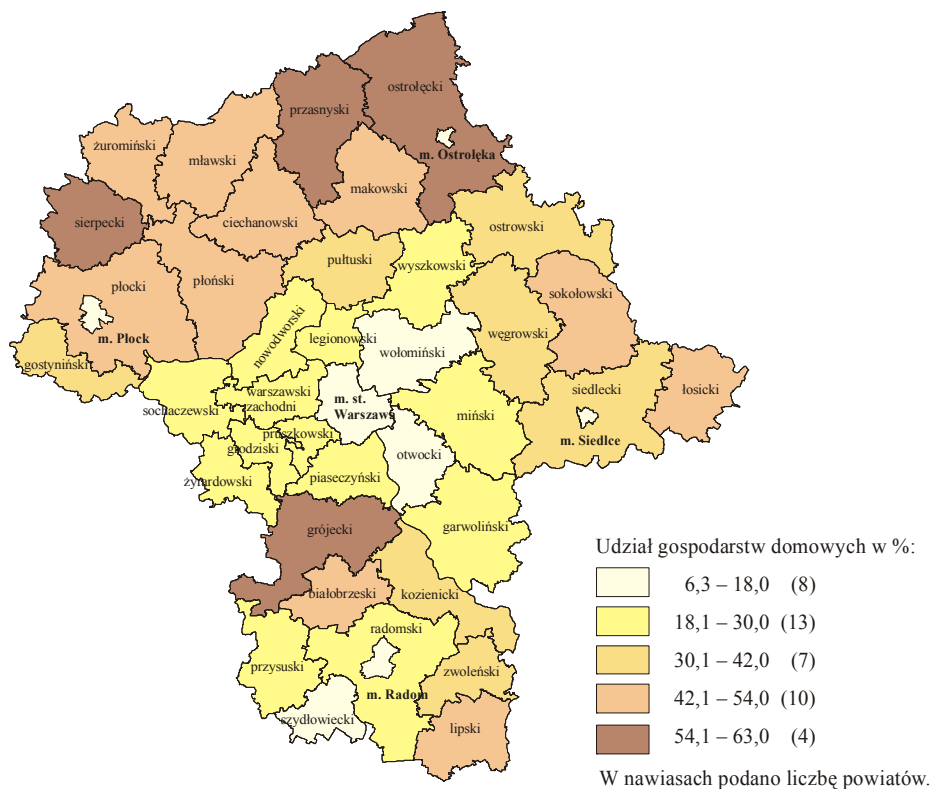 ostrołęcki
przasnyski
m. Ostrołęka
żuromiński
mławski
makowski
ciechanowski
sierpecki
ostrowski
pułtuski
wyszkowski
płocki
płoński
sokołowski
nowodworski
legionowski
wołomiński
węgrowski
m. Płock
gostyniński
siedlecki
łosicki
warszawski
zachodni
m. st.
Warszawa
sochaczewski
miński
m. Siedlce
pruszkowski
grodziski
otwocki
piaseczyński
żyrardowski
grójecki
garwoliński
białobrzeski
kozienicki
radomski
przysuski
zwoleński
m. Radom
szydłowiecki
lipski
Udział gospodarstw domowych w %:
6,3 – 18,0 (8)
18,1 – 30,0 (13)
30,1 – 42,0 (7)
42,1 – 54,0 (10)
54,1 – 63,0 (4)
W nawiasach podano liczbę powiatów.